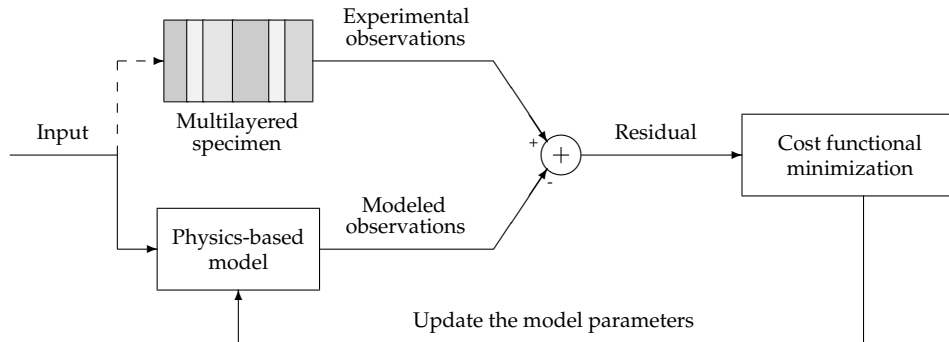 Experimental
observations
Input
Multilayered
specimen
+
+
-
Residual
Cost functional
minimization
Modeled
observations
Physics-based
model
Update the model parameters